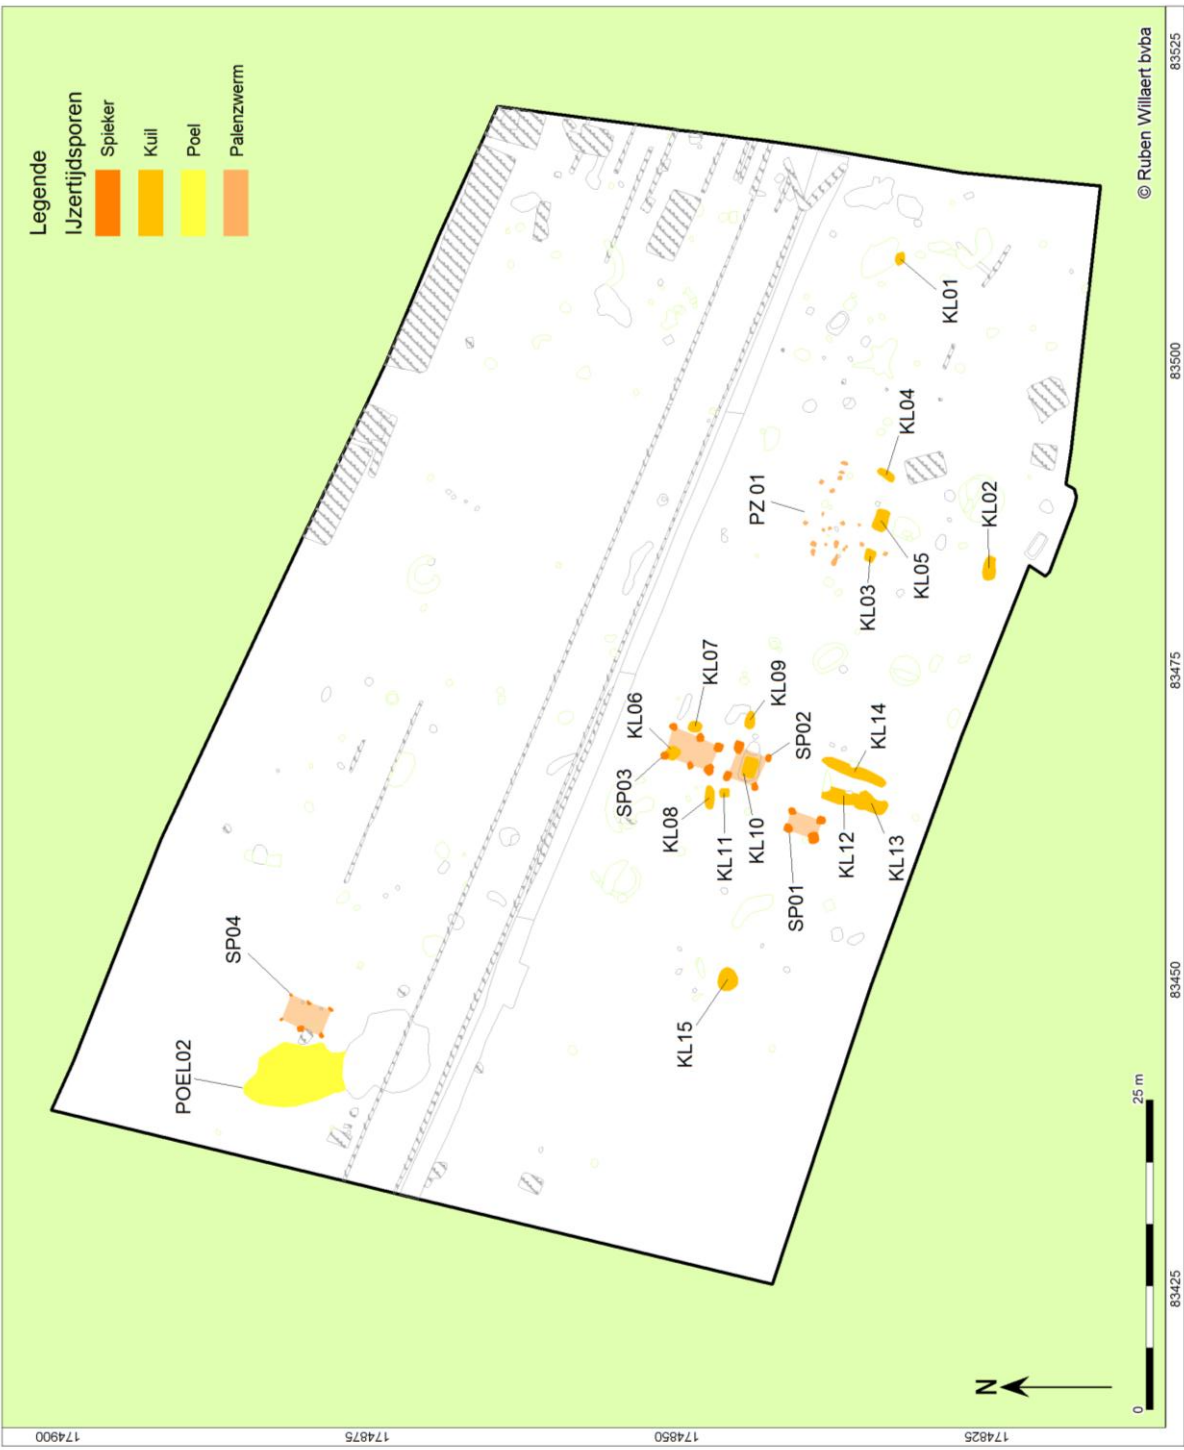 Legende
IJzertijdsporen
Spieker
Kuil
Poel
Palenzwerm
SP04
POEL02
PZ 01
KL04
KL01
KL02
KL05
KL03
KL07
KL06
KL09
SP03
SP02
KL14
KL08
KL11
KL10
KL12
KL13
SP01
KL15
N
0
25 m
© Ruben Willaert bvba
83425
83450
83475
83500
83525
174900
174875
174850
174825